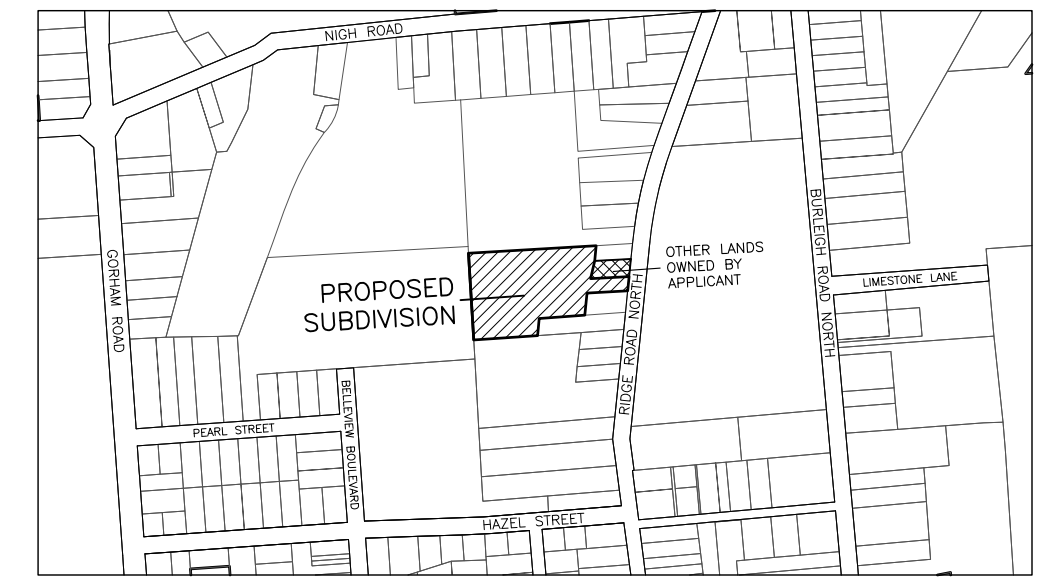 NIGH ROAD
GORHAM ROAD
BURLEIGH ROAD NORTH
OTHER LANDS
OWNED BY
APPLICANT
LIMESTONE LANE
PROPOSED
SUBDIVISION
RIDGE ROAD NORTH
BELLEVIEW BOULEVARD
PEARL STREET
HAZEL STREET